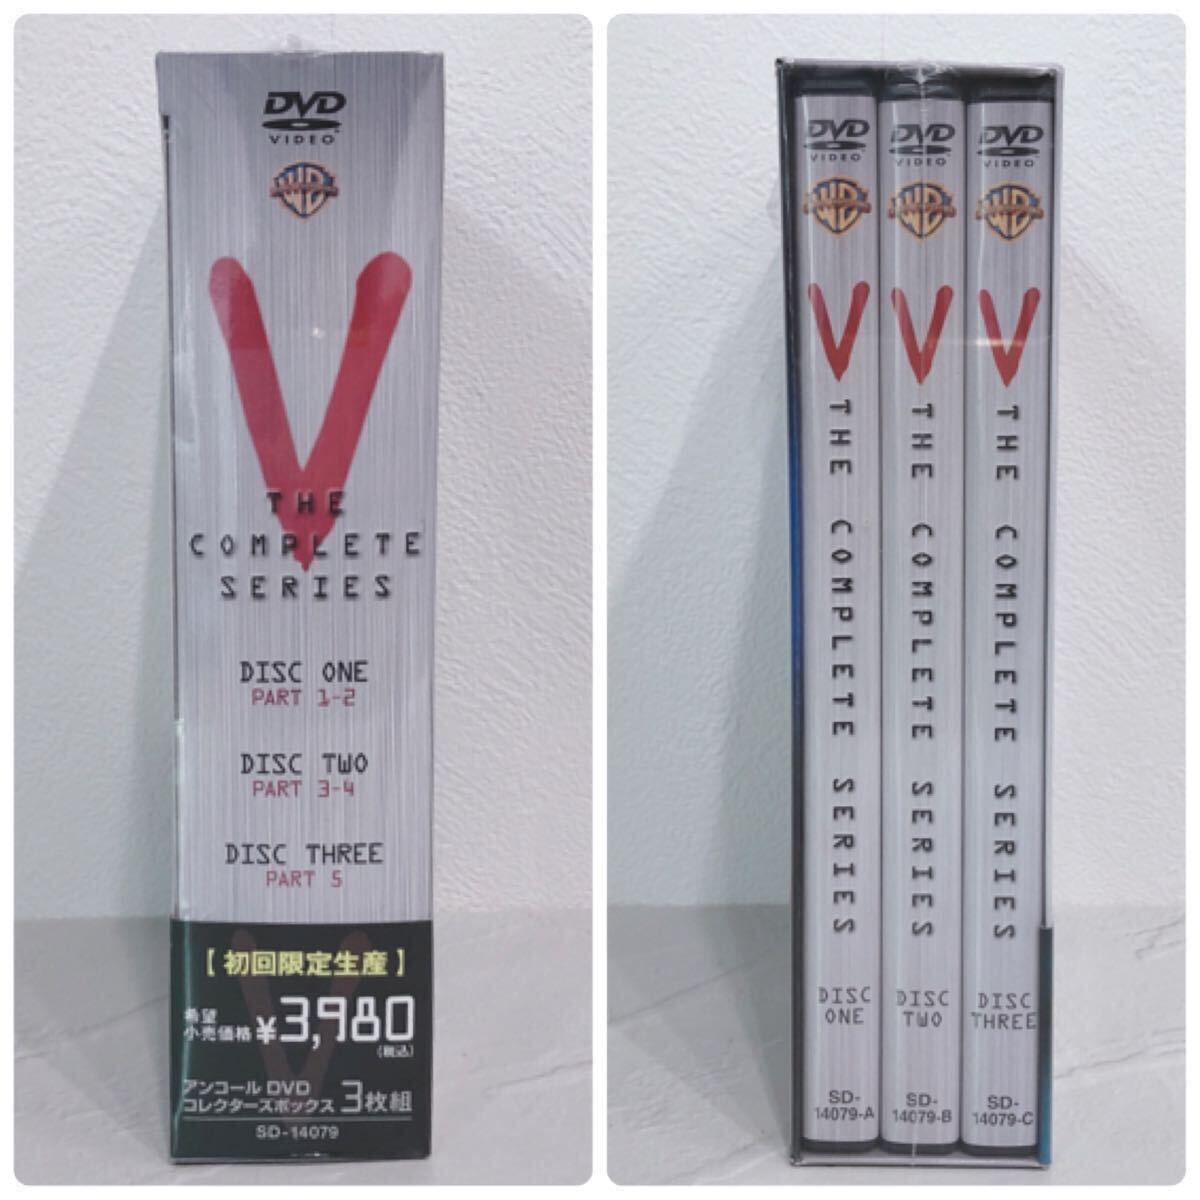 DVD
VIDEO
WB
V
THE
COMPLETE
SERIES
DISC ONE
PART 1-2
DISC TWO
PART 3-4
DISC THREE
PART 5
【初回限定生産】
希望
小売価格 ¥3,980
(税込)
アンコール DVD
コレクターズボックス 3枚組
SD-14079
DVD
VIDEO
WB
V
THE COMPLETE SERIES
DISC
ONE
SD-
14079-A
DVD
VIDEO
WB
V
THE COMPLETE SERIES
DISC
TWO
SD-
14079-B
DVD
VIDEO
WB
V
THE COMPLETE SERIES
DISC
THREE
SD-
14079-C